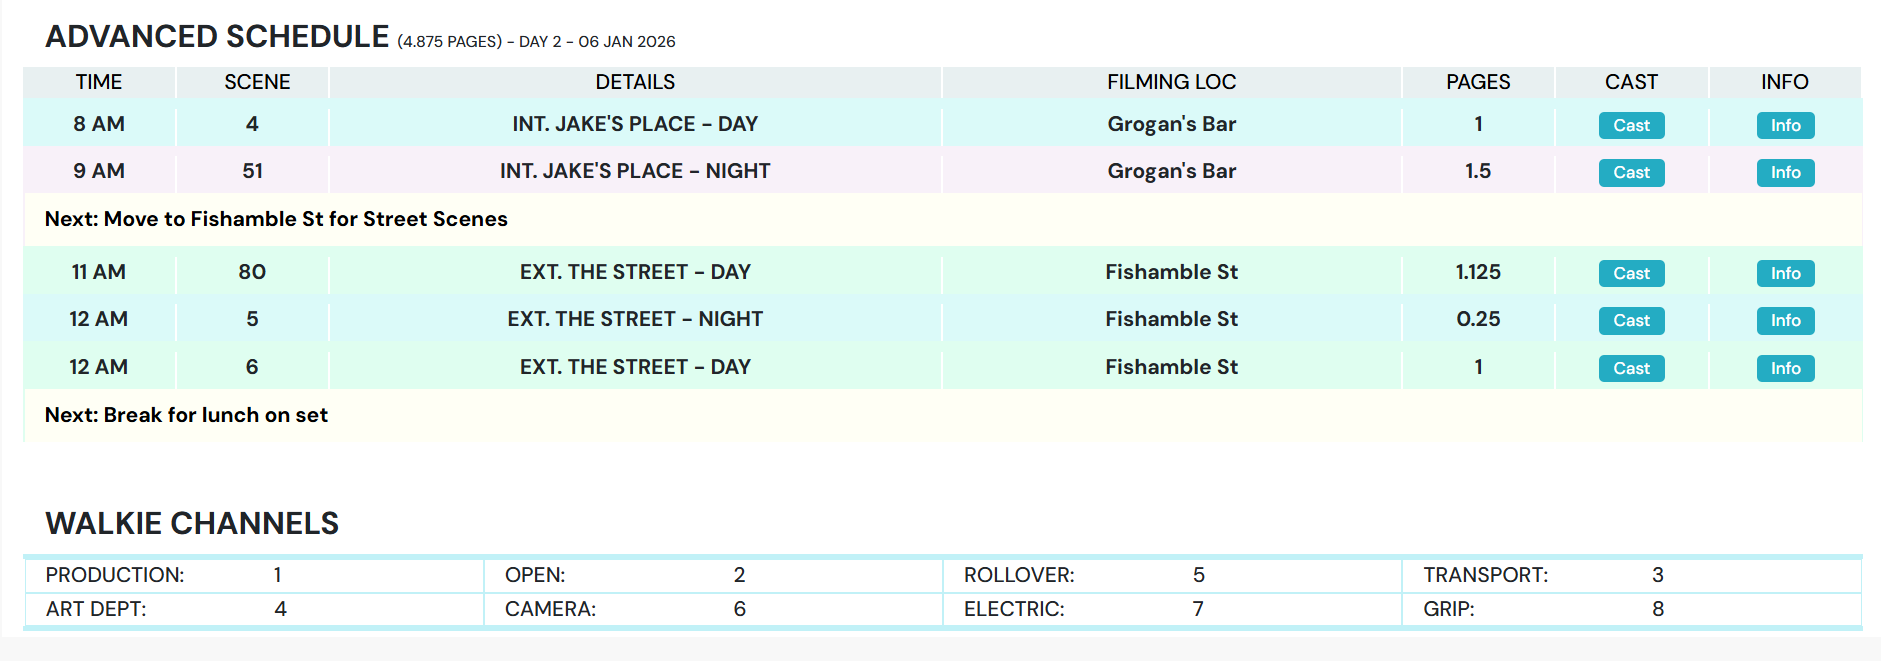 ADVANCED SCHEDULE (4.875 PAGES) - DAY 2 - 06 JAN 2026
TIME SCENE DETAILS FILMING LOC PAGES CAST INFO
8 AM 4 INT. JAKE'S PLACE - DAY Grogan's Bar 1 Cast Info
9 AM 51 INT. JAKE'S PLACE - NIGHT Grogan's Bar 1.5 Cast Info
Next: Move to Fishamble St for Street Scenes
11 AM 80 EXT. THE STREET - DAY Fishamble St 1.125 Cast Info
12 AM 5 EXT. THE STREET - NIGHT Fishamble St 0.25 Cast Info
12 AM 6 EXT. THE STREET - DAY Fishamble St 1 Cast Info
Next: Break for lunch on set
WALKIE CHANNELS
PRODUCTION: 1 OPEN: 2 ROLLOVER: 5 TRANSPORT: 3
ART DEPT: 4 CAMERA: 6 ELECTRIC: 7 GRIP: 8